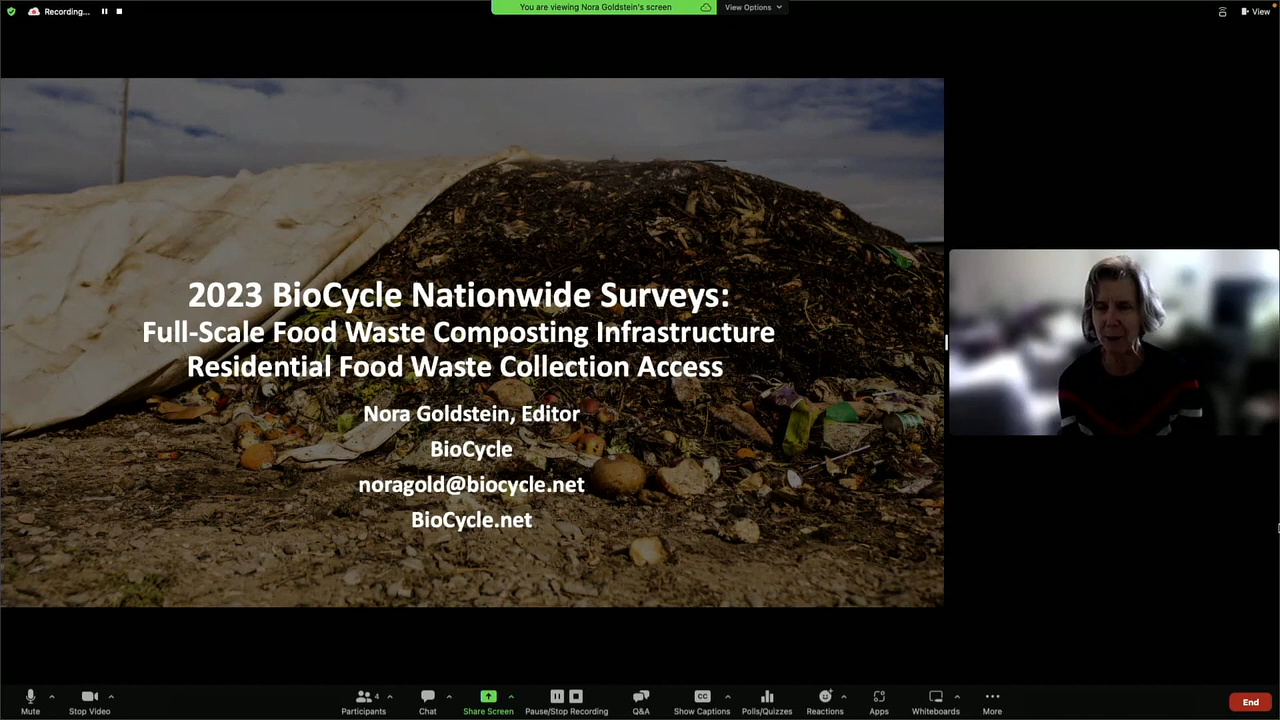 Recording...
You are viewing Nora Goldstein's screen
View Options
View
2023 BioCycle Nationwide Surveys:
Full-Scale Food Waste Composting Infrastructure
Residential Food Waste Collection Access
Nora Goldstein, Editor
BioCycle
noragold@biocycle.net
BioCycle.net
Mute
Stop Video
4
Participants
Chat
Share Screen
Pause/Stop Recording
Q&A
CC
Show Captions
Polls/Quizzes
Reactions
Apps
Whiteboards
More
End